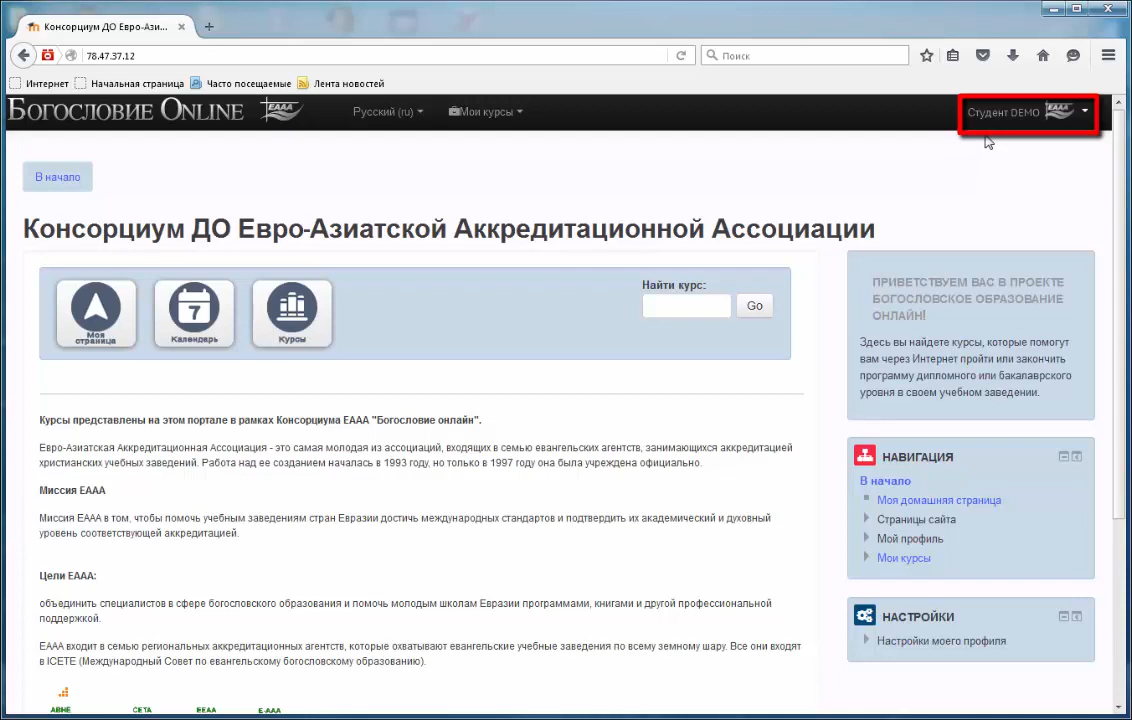 Консорциум ДО Евро-Ази...
78.47.37.12
Поиск
Интернет
Начальная страница
Часто посещаемые
Лента новостей
Богословие Online
ЕААА
Русский (ru)
Мои курсы
Студент DEMO
ЕААА
В начало
Консорциум ДО Евро-Азиатской Аккредитационной Ассоциации
Моя
страница
7
Календарь
Курсы
Найти курс:
Go
Курсы представлены на этом портале в рамках Консорциума ЕААА "Богословие онлайн".
Евро-Азиатская Аккредитационная Ассоциация - это самая молодая из ассоциаций, входящих в семью евангельских агентств, занимающихся аккредитацией
христианских учебных заведений. Работа над ее созданием началась в 1993 году, но только в 1997 году она была учреждена официально.
Миссия ЕААА
Миссия ЕААА в том, чтобы помочь учебным заведениям стран Евразии достичь международных стандартов и подтвердить их академический и духовный
уровень соответствующей аккредитацией.
Цели ЕААА:
объединить специалистов в сфере богословского образования и помочь молодым школам Евразии программами, книгами и другой профессиональной
поддержкой.
ЕААА входит в семью региональных аккредитационных агентств, которые охватывают евангельские учебные заведения по всему земному шару. Все они входят
в ICETE (Международный Совет по евангельскому богословскому образованию).
ABHE
CETA
EEAA
E-AAA
ПРИВЕТСТВУЕМ ВАС В ПРОЕКТЕ
БОГОСЛОВСКОЕ ОБРАЗОВАНИЕ
ОНЛАЙН!
Здесь вы найдете курсы, которые помогут
вам через Интернет пройти или закончить
программу дипломного или бакалаврского
уровня в своем учебном заведении.
НАВИГАЦИЯ
В начало
Моя домашняя страница
Страницы сайта
Мой профиль
Мои курсы
НАСТРОЙКИ
Настройки моего профиля